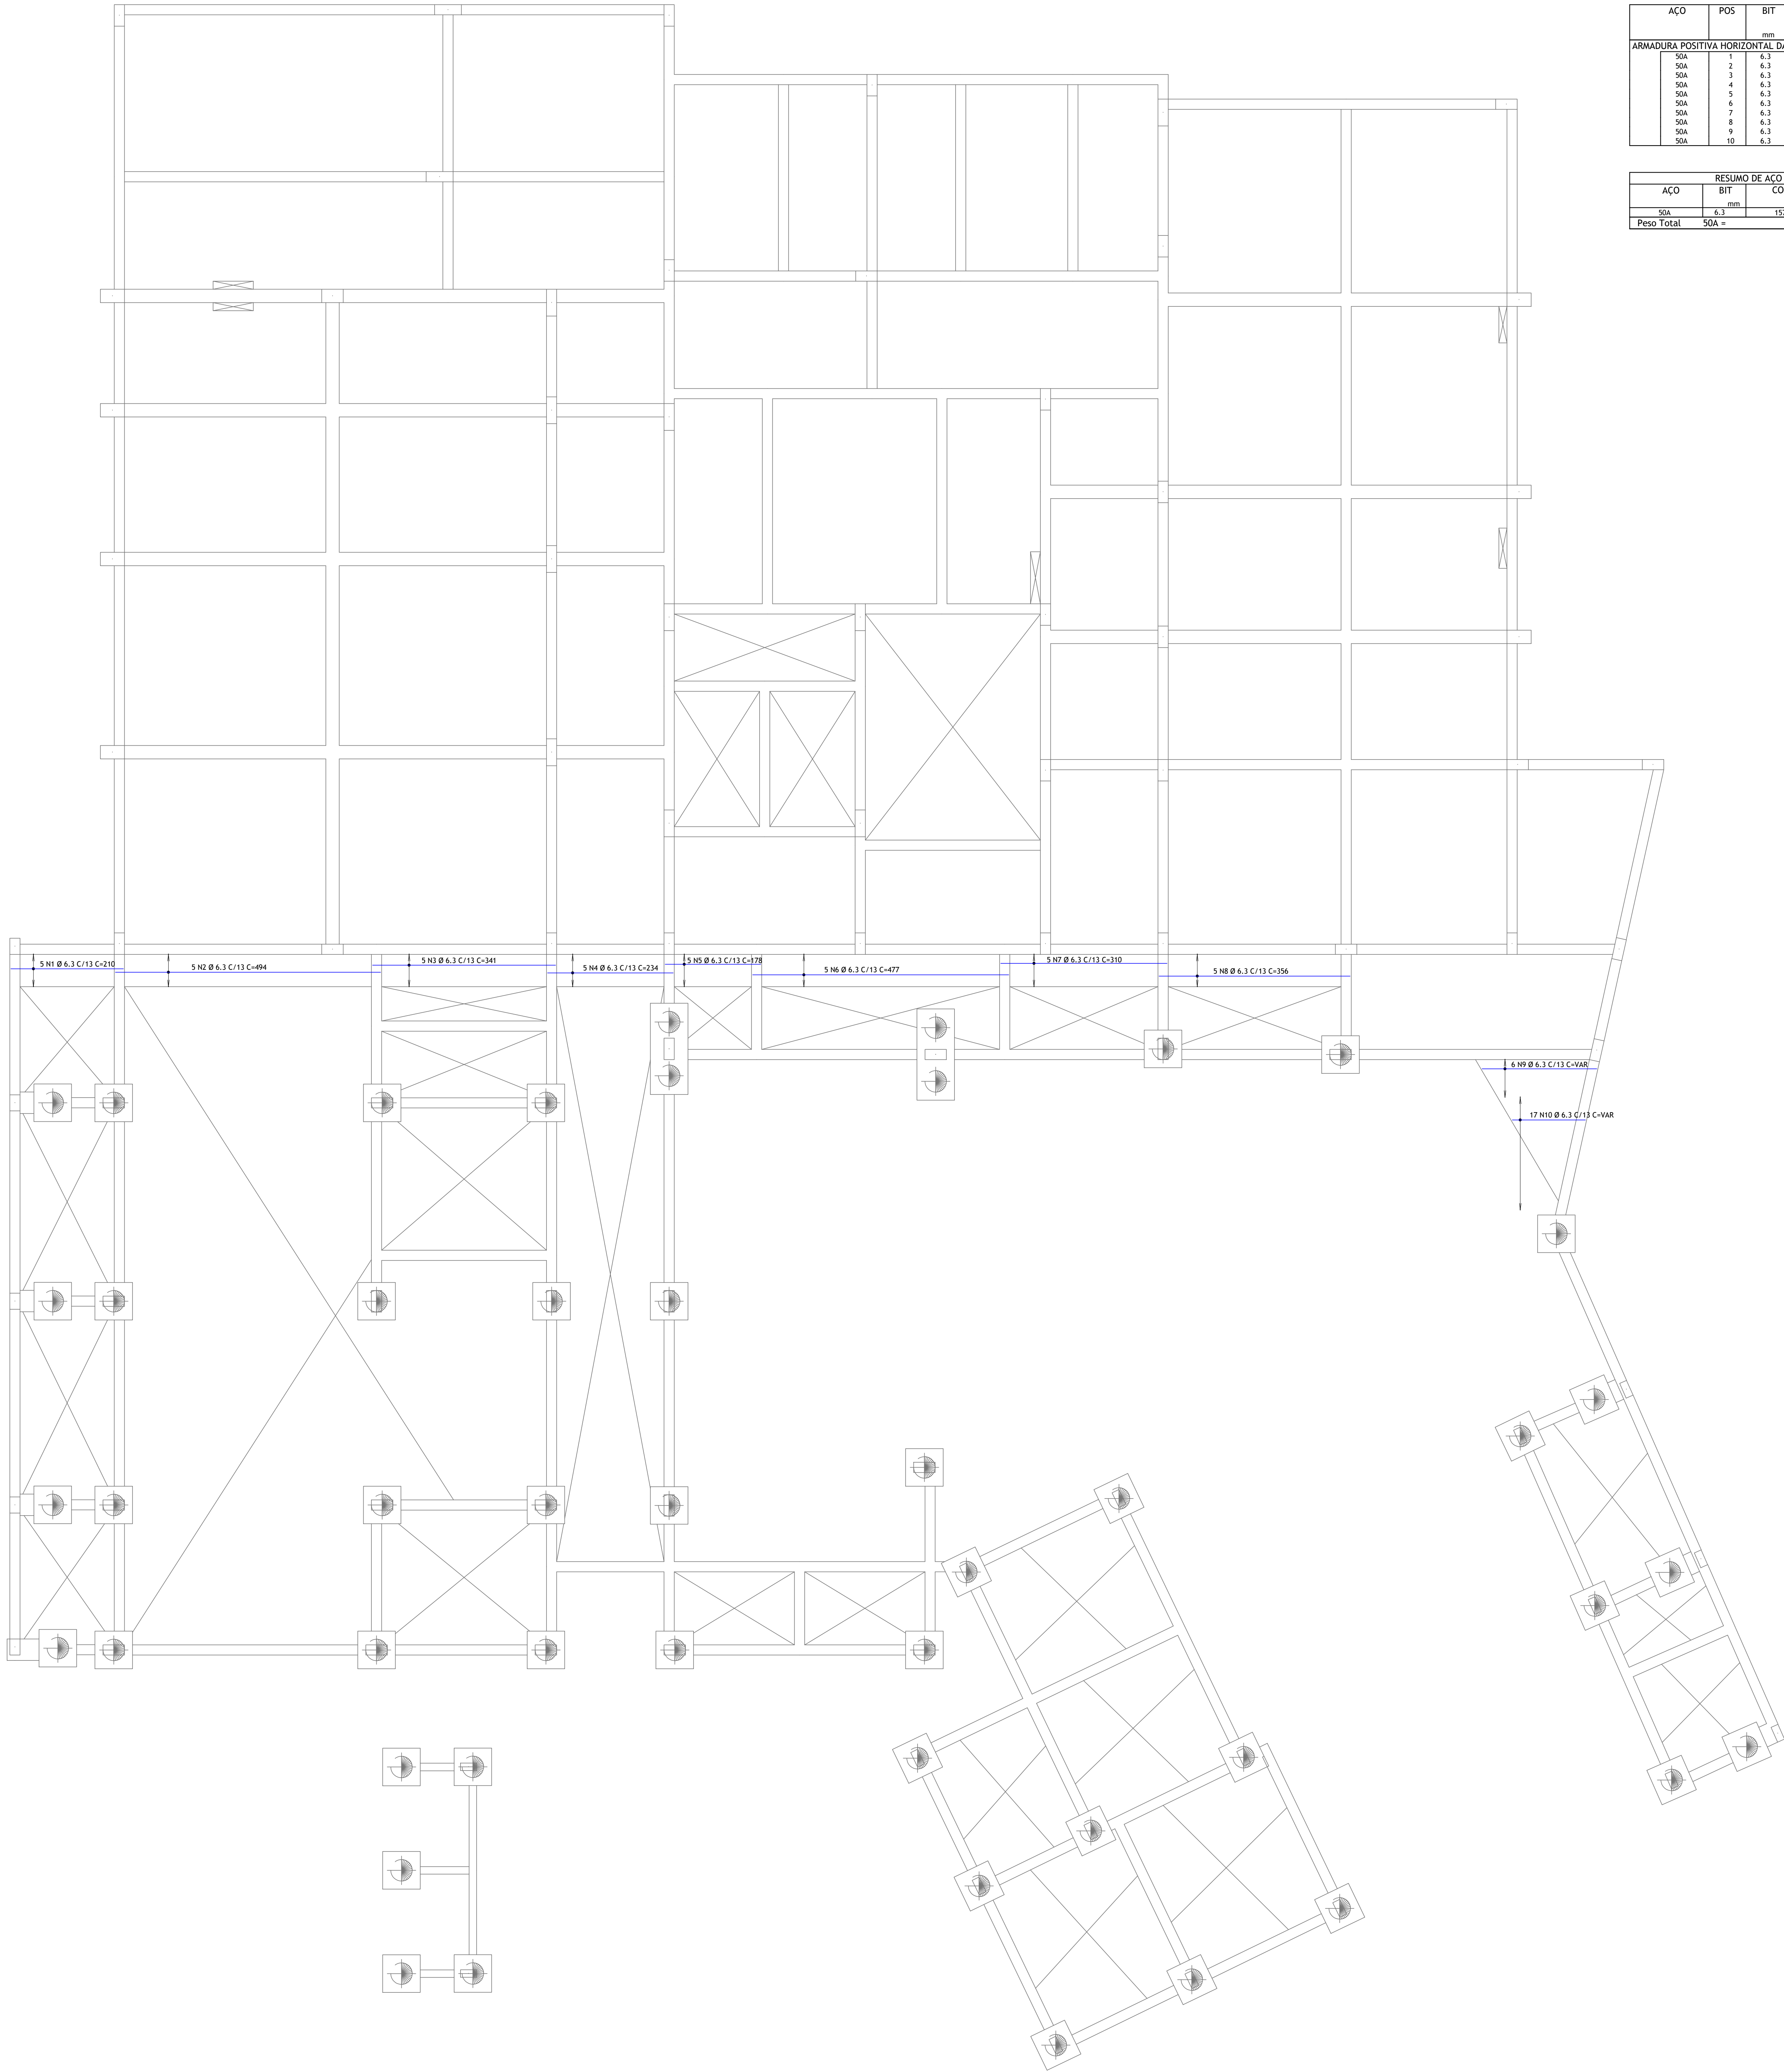 AÇO POS BIT
mm
ARMADURA POSITIVA HORIZONTAL DA
50A 1 6.3
50A 2 6.3
50A 3 6.3
50A 4 6.3
50A 5 6.3
50A 6 6.3
50A 7 6.3
50A 8 6.3
50A 9 6.3
50A 10 6.3
RESUMO DE AÇO
AÇO BIT CO
mm
50A 6.3 15
Peso Total 50A =
5 N1 Ø 6.3 C/13 C=210
5 N2 Ø 6.3 C/13 C=494
5 N3 Ø 6.3 C/13 C=341
5 N4 Ø 6.3 C/13 C=234
5 N5 Ø 6.3 C/13 C=178
5 N6 Ø 6.3 C/13 C=477
5 N7 Ø 6.3 C/13 C=310
5 N8 Ø 6.3 C/13 C=356
6 N9 Ø 6.3 C/13 C=VAR
17 N10 Ø 6.3 C/13 C=VAR